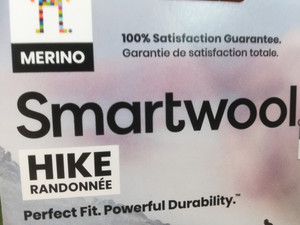 MERINO
100% Satisfaction Guarantee.
Garantie de satisfaction totale.
Smartwool
HIKE
RANDONNÉE
Perfect Fit. Powerful Durability.™